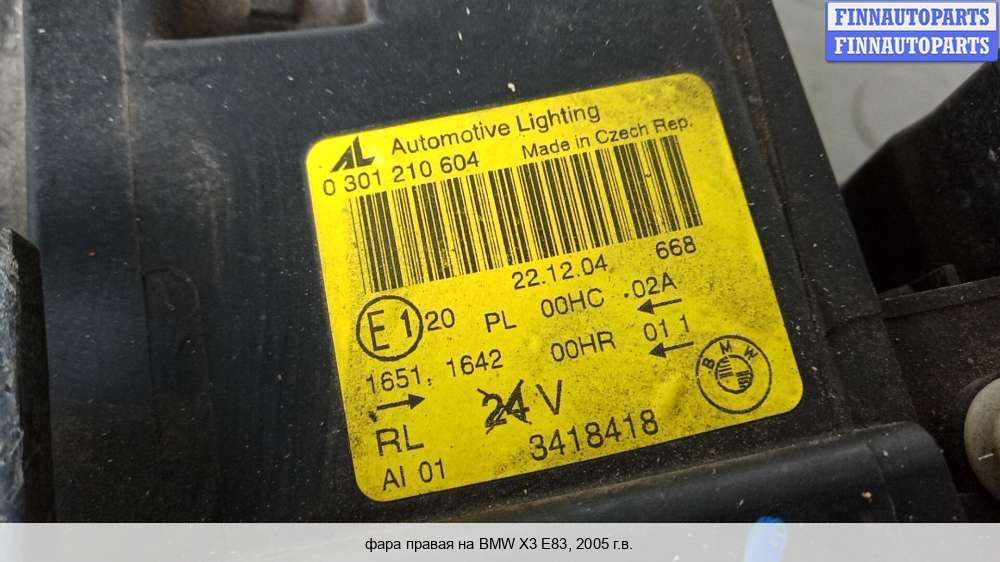 FINNAUTOPARTS
FINNAUTOPARTS
AL Automotive Lighting
0 301 210 604 Made in Czech Rep.
22.12.04 668
E1 20 PL 00HC .02A
1651, 1642 00HR 01 1
RL 24 V
AI 01 3418418
BMW
фара правая на BMW X3 E83, 2005 г.в.